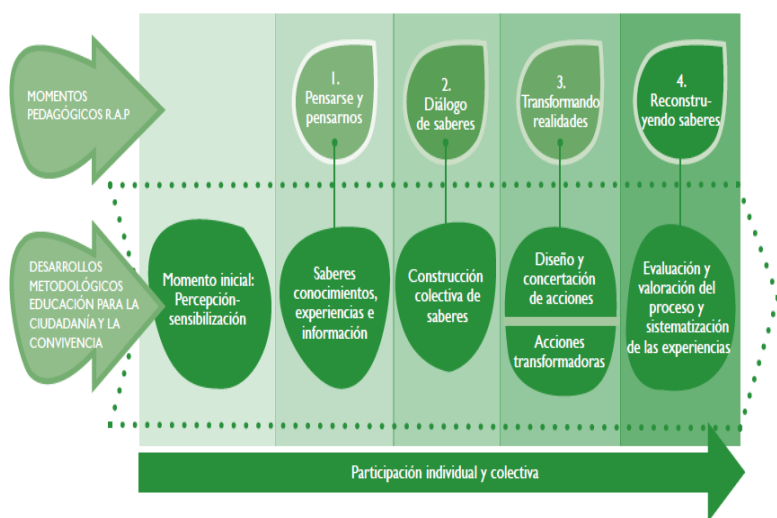 MOMENTOS
PEDAGÓGICOS R.A.P
1.
Pensarse y
pensarnos
2.
Diálogo
de saberes
3.
Transformando
realidades
4.
Reconstru-
yendo saberes
DESARROLLOS
METODOLÓGICOS
EDUCACIÓN PARA LA
CIUDADANÍA Y LA
CONVIVENCIA
Momento inicial:
Percepción-
sensibilización
Saberes
conocimientos,
experiencias e
información
Construcción
colectiva de
saberes
Diseño y
concertación
de acciones
Acciones
transformadoras
Evaluación y
valoración del
proceso y
sistematización
de las experiencias
Participación individual y colectiva